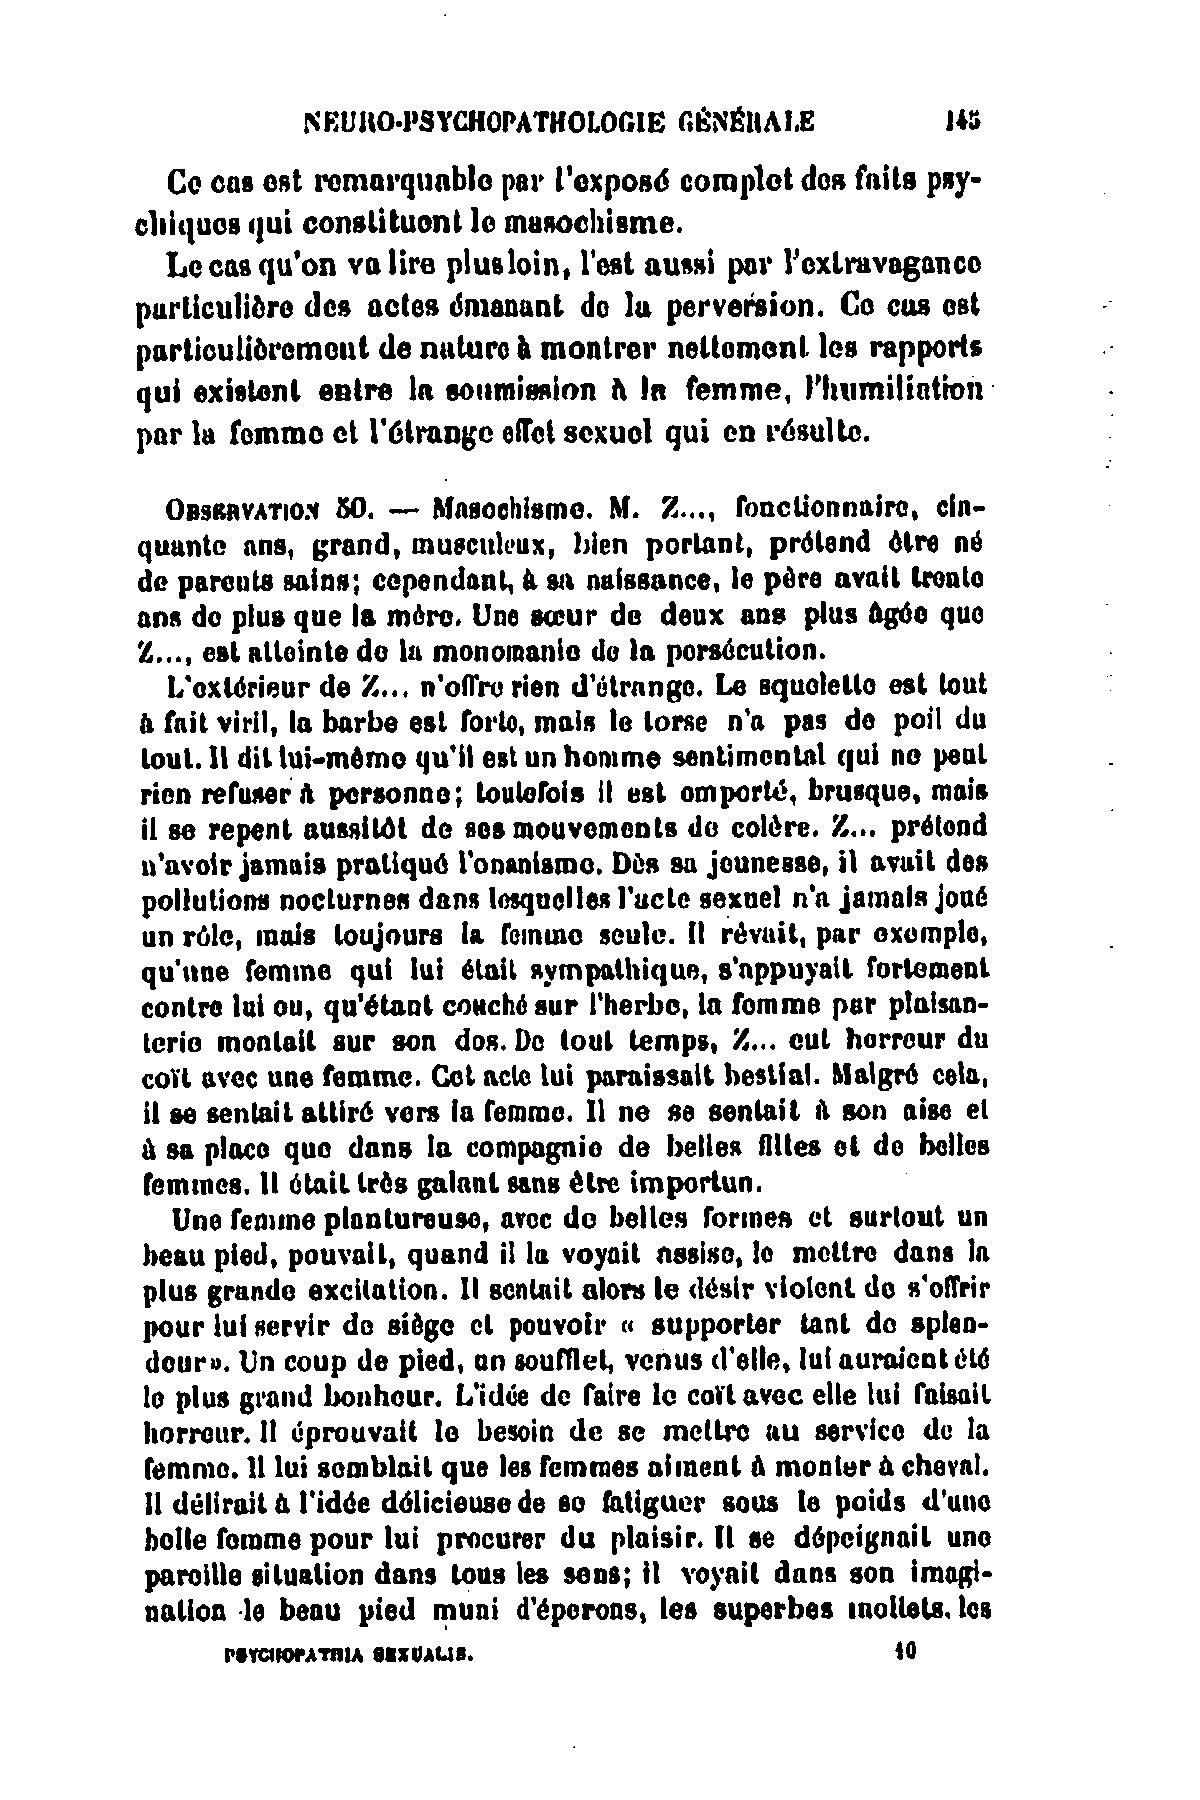 NEURO-PSYCHOPATHOLOGIE GÉNÉRALE 145
Ce cas est remarquable par l'exposé complet des faits psy-
chiques qui constituent le masochisme.
Le cas qu'on va lire plus loin, l'est aussi par l'extravagance
particulière des actes émanant de la perversion. Ce cas est
particulièrement de nature à montrer nettement les rapports
qui existent entre la soumission à la femme, l'humiliation
par la femme et l'étrange effet sexuel qui en résulte.
OBSERVATION 50. — Masochisme. M. Z..., fonctionnaire, cin-
quante ans, grand, musculeux, bien portant, prétend être né
de parents sains; cependant, à sa naissance, le père avait trente
ans de plus que la mère. Une sœur de deux ans plus âgée que
Z..., est atteinte de la monomanie de la persécution.
L'extérieur de Z... n'offre rien d'étrange. Le squelette est tout
à fait viril, la barbe est forte, mais le torse n'a pas de poil du
tout. Il dit lui-même qu'il est un homme sentimental qui ne peut
rien refuser à personne; toutefois il est emporté, brusque, mais
il se repent aussitôt de ses mouvements de colère. Z... prétend
n'avoir jamais pratiqué l'onanisme. Dès sa jeunesse, il avait des
pollutions nocturnes dans lesquelles l'acte sexuel n'a jamais joué
un rôle, mais toujours la femme seule. Il rêvait, par exemple,
qu'une femme qui lui était sympathique, s'appuyait fortement
contre lui ou, qu'étant couché sur l'herbe, la femme par plaisan-
terie montait sur son dos. De tout temps, Z... eut horreur du
coït avec une femme. Cet acte lui paraissait bestial. Malgré cela,
il se sentait attiré vers la femme. Il ne se sentait à son aise et
à sa place que dans la compagnie de belles filles et de belles
femmes. Il était très galant sans être importun.
Une femme plantureuse, avec de belles formes et surtout un
beau pied, pouvait, quand il la voyait assise, le mettre dans la
plus grande excitation. Il sentait alors le désir violent de s'offrir
pour lui servir de siège et pouvoir « supporter tant de splen-
deur». Un coup de pied, un soufflet, venus d'elle, lui auraient été
le plus grand bonheur. L'idée de faire le coït avec elle lui faisait
horreur. Il éprouvait le besoin de se mettre au service de la
femme. Il lui semblait que les femmes aiment à monter à cheval.
Il délirait à l'idée délicieuse de se fatiguer sous le poids d'une
belle femme pour lui procurer du plaisir. Il se dépeignait une
pareille situation dans tous les sens; il voyait dans son imagi-
nation le beau pied muni d'éperons, les superbes mollets, les
PSYCHOPATHIA SEXUALIS. 10